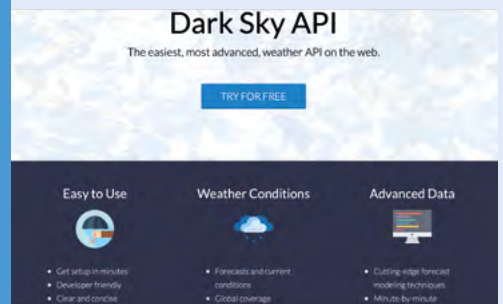 Dark Sky API
The easiest, most advanced, weather API on the web.
TRY FOR FREE
Easy to Use
Get setup in minutes
Developer friendly
Clear and concise
Weather Conditions
Forecasts and current
conditions
Global coverage
Advanced Data
Cutting-edge forecast
modeling techniques
Minute-by-minute